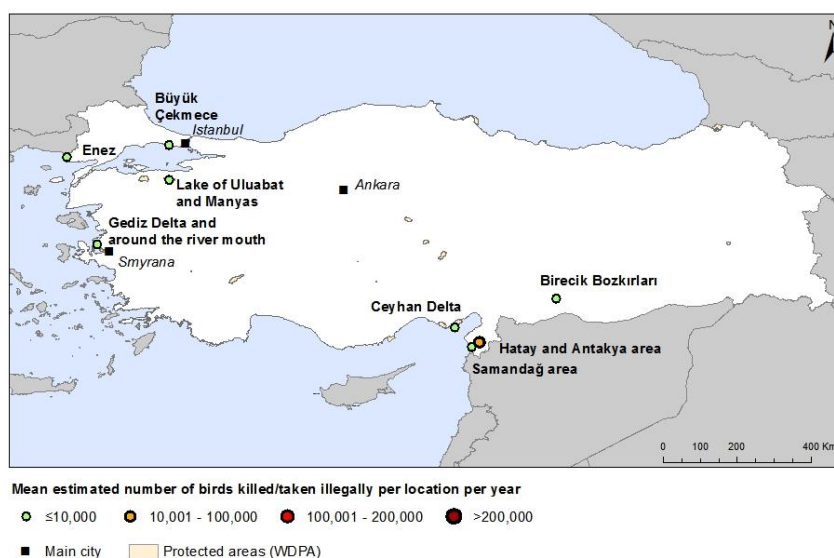 N
Büyük
Çekmece
Istanbul
Enez
Lake of Uluabat
and Manyas
Ankara
Gediz Delta and
around the river mouth
Smyrana
Birecik Bozkırları
Ceyhan Delta
Hatay and Antakya area
Samandağ area
0 100 200 400 Km
Mean estimated number of birds killed/taken illegally per location per year
≤10,000 10,001 - 100,000 100,001 - 200,000 >200,000
Main city Protected areas (WDPA)